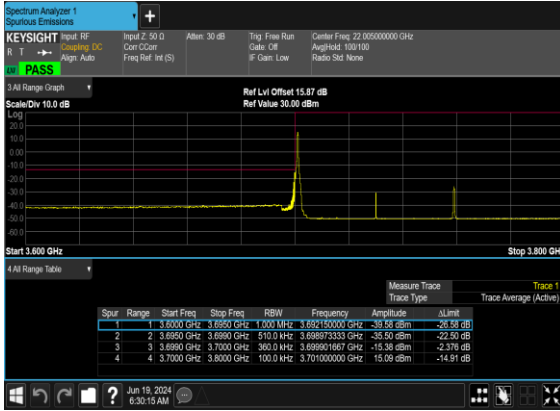 Spectrum Analyzer 1
Spurious Emissions
+
KEYSIGHT Input: RF Input Z: 50 Ω Atten: 30 dB Trig: Free Run Center Freq: 22.005000000 GHz
R T Coupling: DC Corr CCorr Gate: Off Avg|Hold: 100/100
Align: Auto Freq Ref: Int (S) IF Gain: Low Radio Std: None
PASS
3 All Range Graph
Ref Lvl Offset 15.87 dB
Scale/Div 10.0 dB Ref Value 30.00 dBm
Log
20.0
10.0
0.00
-10.0
-20.0
-30.0
-40.0
-50.0
-60.0
Start 3.600 GHz Stop 3.800 GH
4 All Range Table
Measure Trace Trace 1
Trace Type Trace Average (Active)
Spur Range Start Freq Stop Freq RBW Frequency Amplitude ΔLimit
1 1 3.6000 GHz 3.6950 GHz 1.000 MHz 3.692150000 GHz -39.58 dBm -26.58 dB
2 2 3.6950 GHz 3.6990 GHz 510.0 kHz 3.698973333 GHz -35.50 dBm -22.50 dB
3 3 3.6990 GHz 3.7000 GHz 360.0 kHz 3.699901667 GHz -15.38 dBm -2.376 dB
4 4 3.7000 GHz 3.8000 GHz 100.0 kHz 3.701000000 GHz 15.09 dBm -14.91 dB
? Jun 19, 2024
6:30:15 AM